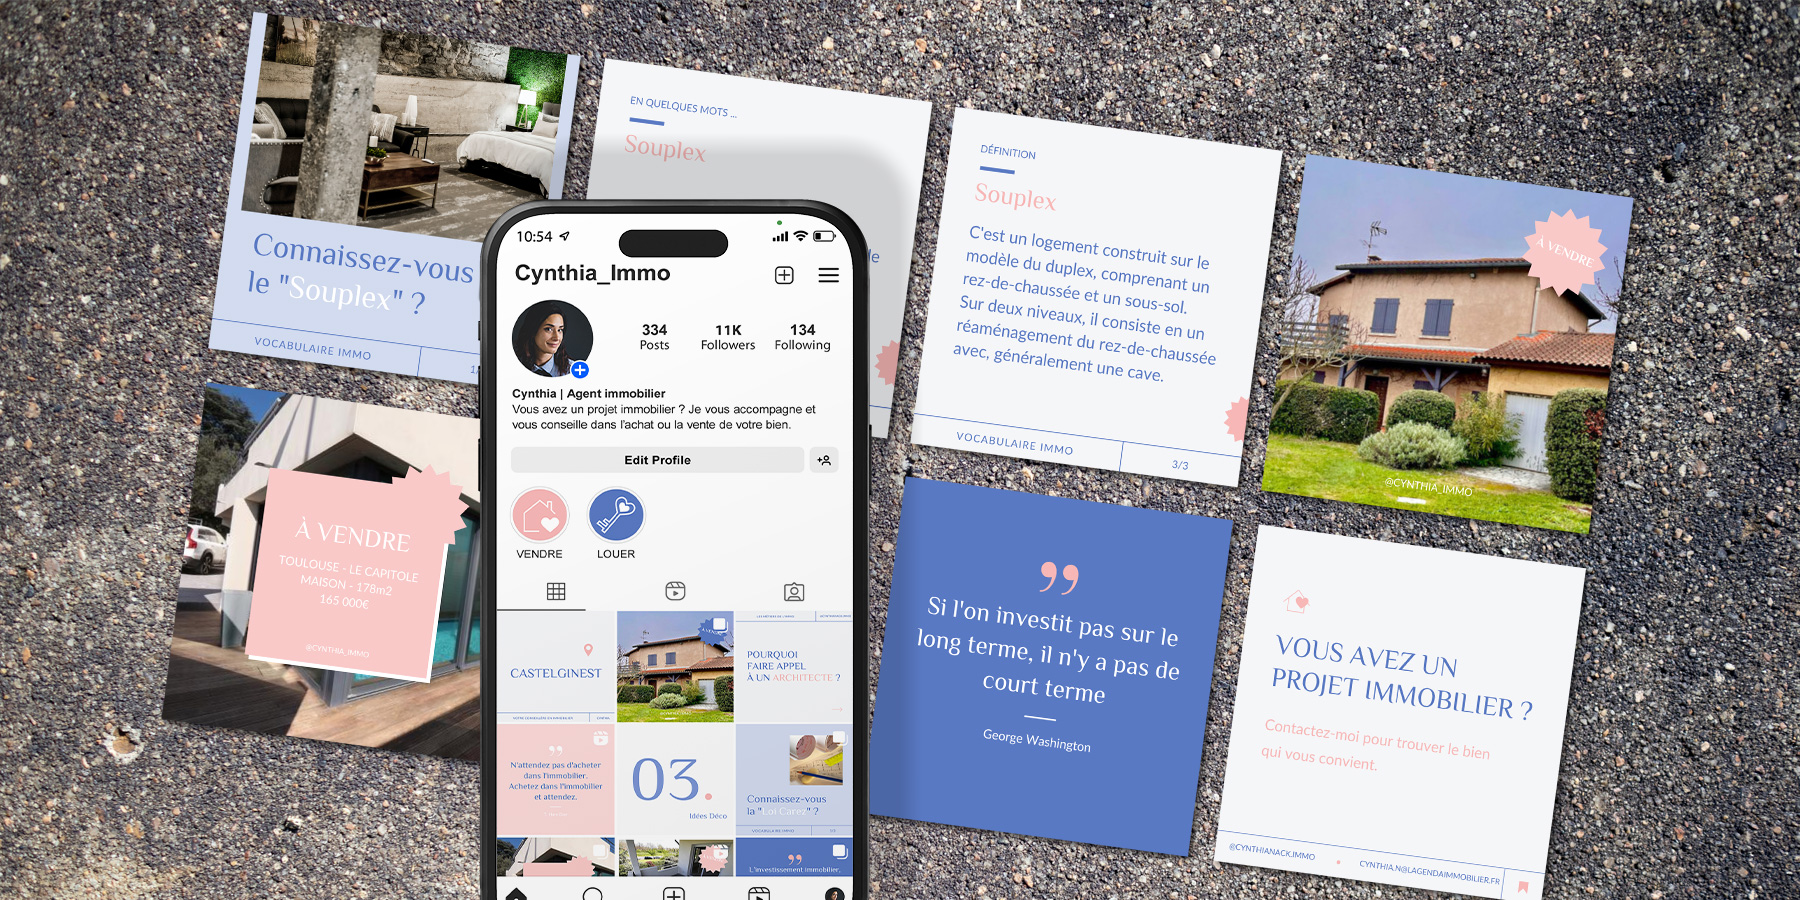 Connaissez-vous
le "Souplex" ?
VOCABULAIRE IMMO
EN QUELQUES MOTS ...
Souplex
DÉFINITION
Souplex
C'est un logement construit sur le
modèle du duplex, comprenant un
rez-de-chaussée et un sous-sol.
Sur deux niveaux, il consiste en un
réaménagement du rez-de-chaussée
avec, généralement une cave.
VOCABULAIRE IMMO
3/3
À VENDRE
@CYNTHIA_IMMO
À VENDRE
TOULOUSE - LE CAPITOLE
MAISON - 178m2
165 000€
@CYNTHIA_IMMO
10:54
Cynthia_Immo
334
Posts
11K
Followers
134
Following
Cynthia | Agent immobilier
Vous avez un projet immobilier ? Je vous accompagne et
vous conseille dans l'achat ou la vente de votre bien.
Edit Profile
VENDRE
LOUER
CASTELGINEST
POURQUOI
FAIRE APPEL
À UN ARCHITECTE ?
N'attendez pas d'acheter
dans l'immobilier.
Achetez dans l'immobilier
et attendez.
03.
Idées Déco
Connaissez-vous
la "Loi Carrez" ?
VOCABULAIRE IMMO
L'investissement immobilier,
Si l'on investit pas sur le
long terme, il n'y a pas de
court terme
George Washington
VOUS AVEZ UN
PROJET IMMOBILIER ?
Contactez-moi pour trouver le bien
qui vous convient.
@CYNTHIANACK.IMMO
CYNTHIA.N@LAGENDAIMMOBILIER.FR